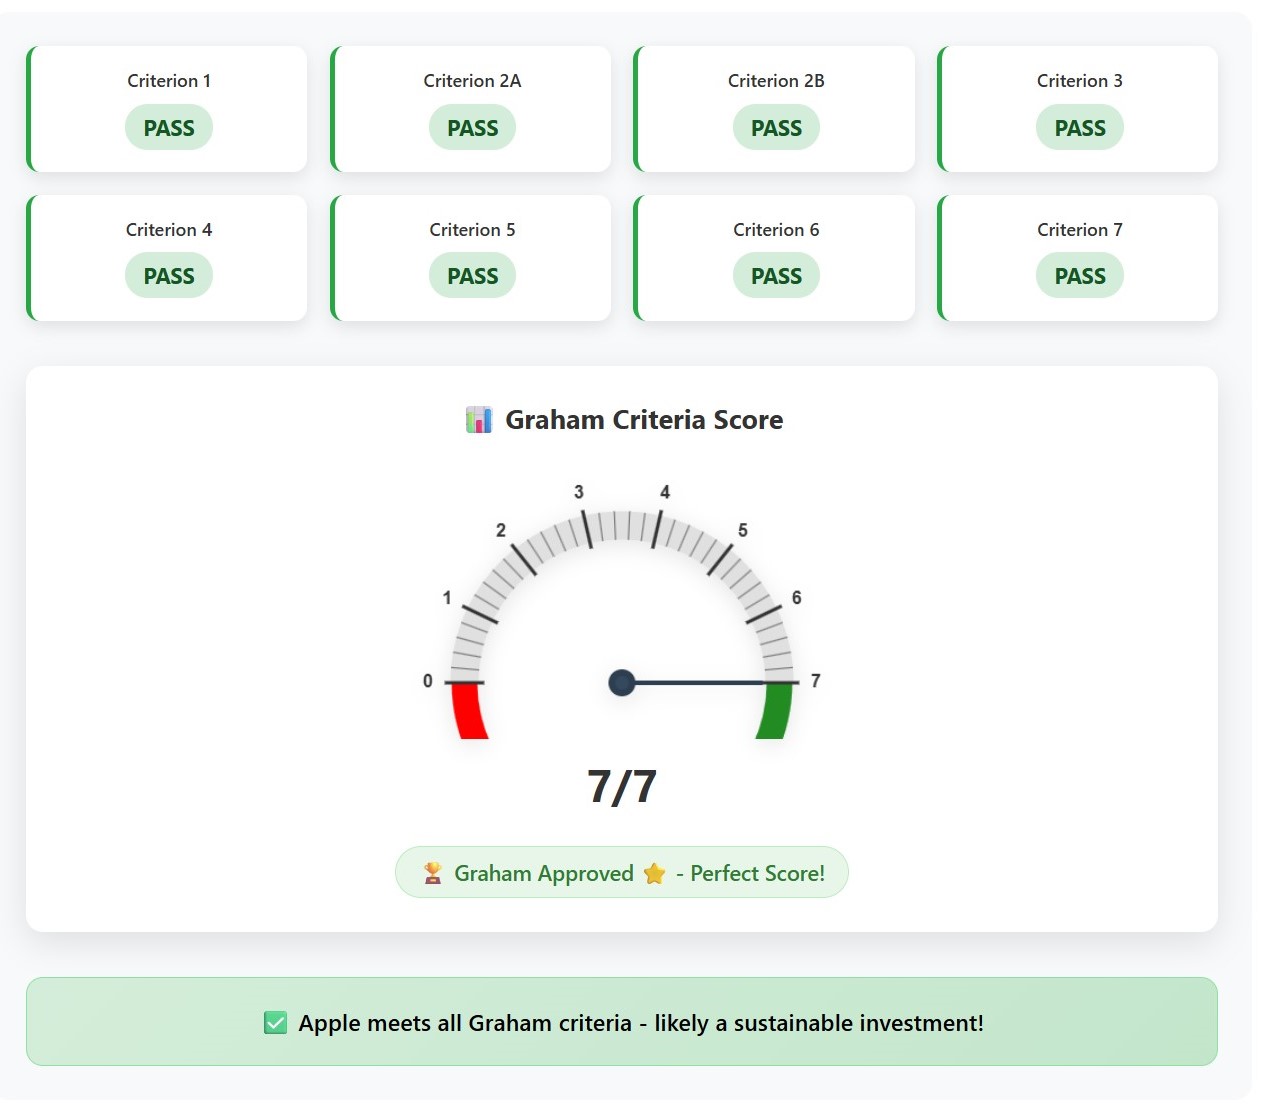 Criterion 1
PASS
Criterion 2A
PASS
Criterion 2B
PASS
Criterion 3
PASS
Criterion 4
PASS
Criterion 5
PASS
Criterion 6
PASS
Criterion 7
PASS
📊 Graham Criteria Score
0
1
2
3
4
5
6
7
7/7
🏆 Graham Approved ⭐ - Perfect Score!
✅ Apple meets all Graham criteria - likely a sustainable investment!